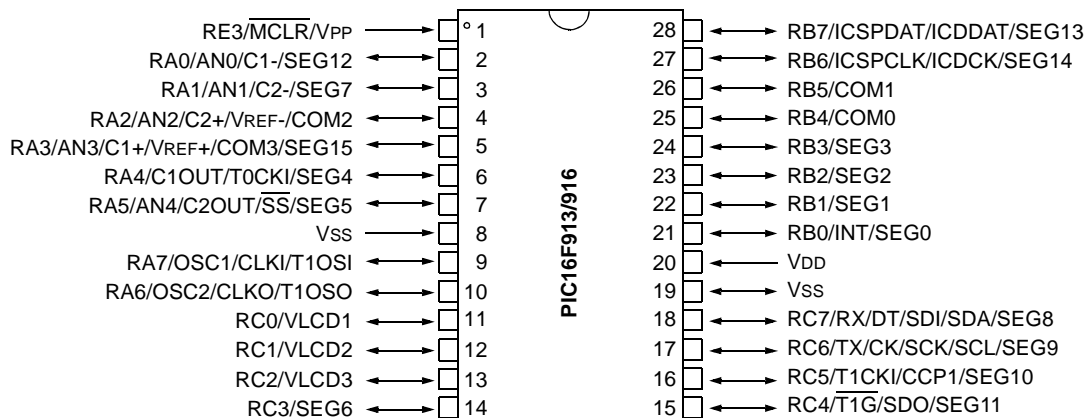 RE3/MCLR/VPP 1
RA0/AN0/C1-/SEG12 2
RA1/AN1/C2-/SEG7 3
RA2/AN2/C2+/VREF-/COM2 4
RA3/AN3/C1+/VREF+/COM3/SEG15 5
RA4/C1OUT/T0CKI/SEG4 6
RA5/AN4/C2OUT/SS/SEG5 7
VSS 8
RA7/OSC1/CLKI/T1OSI 9
RA6/OSC2/CLKO/T1OSO 10
RC0/VLCD1 11
RC1/VLCD2 12
RC2/VLCD3 13
RC3/SEG6 14
PIC16F913/916
28 RB7/ICSPDAT/ICDDAT/SEG13
27 RB6/ICSPCLK/ICDCK/SEG14
26 RB5/COM1
25 RB4/COM0
24 RB3/SEG3
23 RB2/SEG2
22 RB1/SEG1
21 RB0/INT/SEG0
20 VDD
19 VSS
18 RC7/RX/DT/SDI/SDA/SEG8
17 RC6/TX/CK/SCK/SCL/SEG9
16 RC5/T1CKI/CCP1/SEG10
15 RC4/T1G/SDO/SEG11